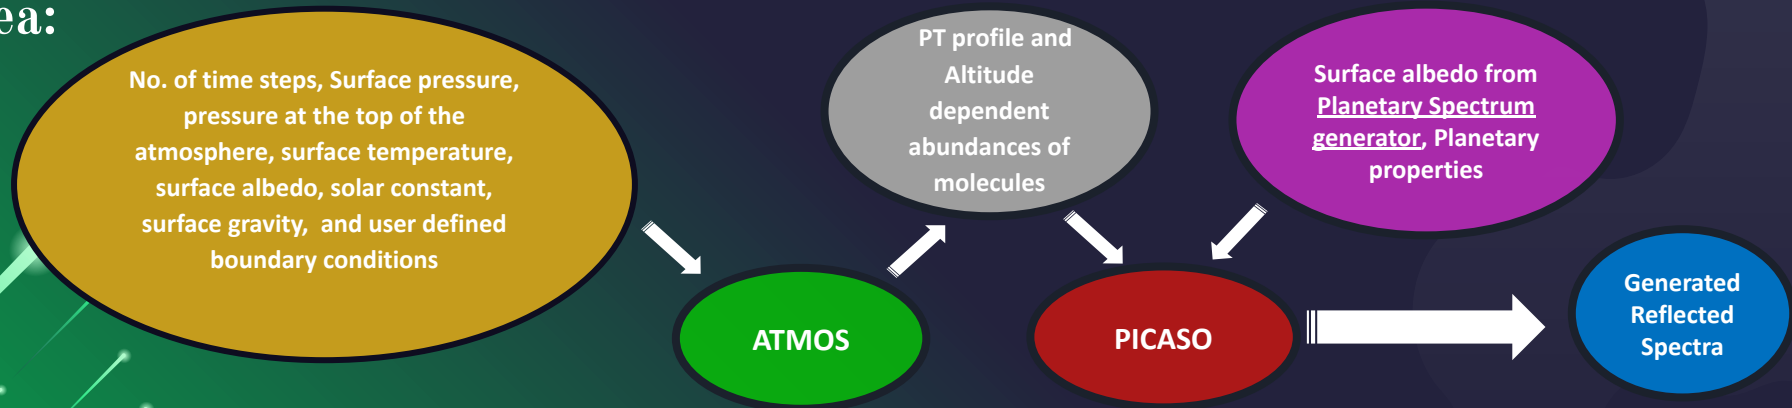 ea:
No. of time steps, Surface pressure,
pressure at the top of the
atmosphere, surface temperature,
surface albedo, solar constant,
surface gravity,  and user defined
boundary conditions
ATMOS
PT profile and
Altitude
dependent
abundances of
molecules
Surface albedo from
Planetary Spectrum
generator, Planetary
properties
PICASO
Generated
Reflected
Spectra